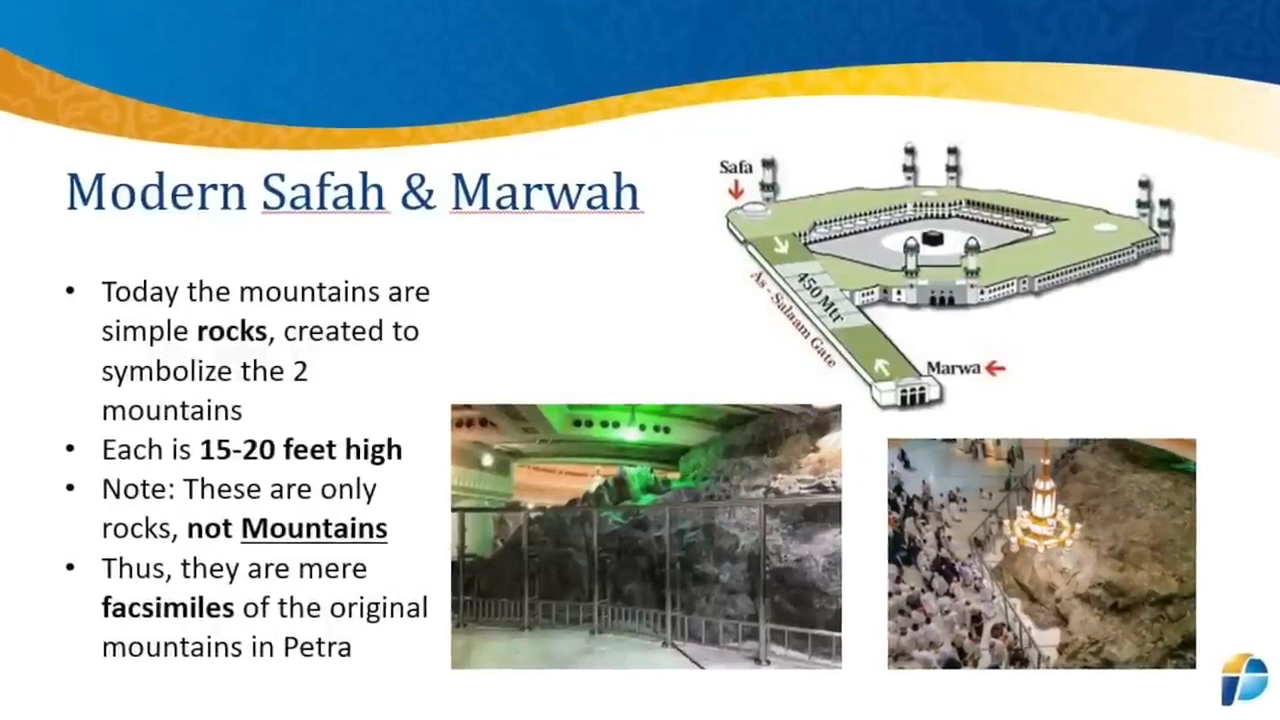 Modern Safah & Marwah
• Today the mountains are
simple rocks, created to
symbolize the 2
mountains
• Each is 15-20 feet high
• Note: These are only
rocks, not Mountains
• Thus, they are mere
facsimiles of the original
mountains in Petra
Safa
450 Mtr
As - Salaam Gate
Marwa